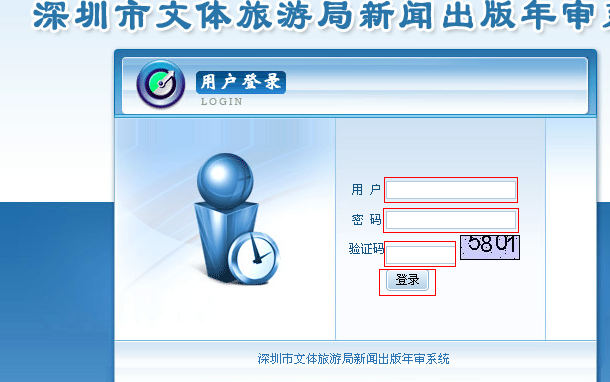 深圳市文体旅游局新闻出版年审系
用户登录
LOGIN
用 户
密 码
验证码 5801
登录
深圳市文体旅游局新闻出版年审系统